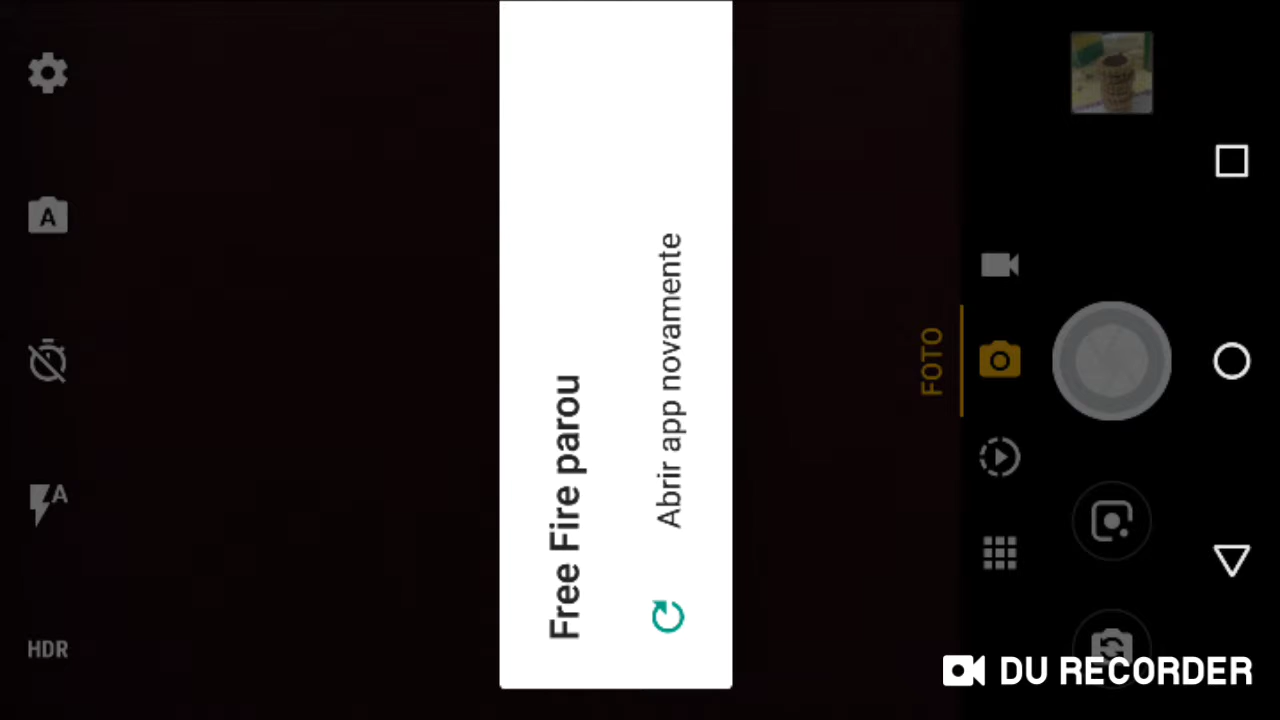 Free Fire parou
Abrir app novamente
FOTO
A
A
HDR
DU RECORDER